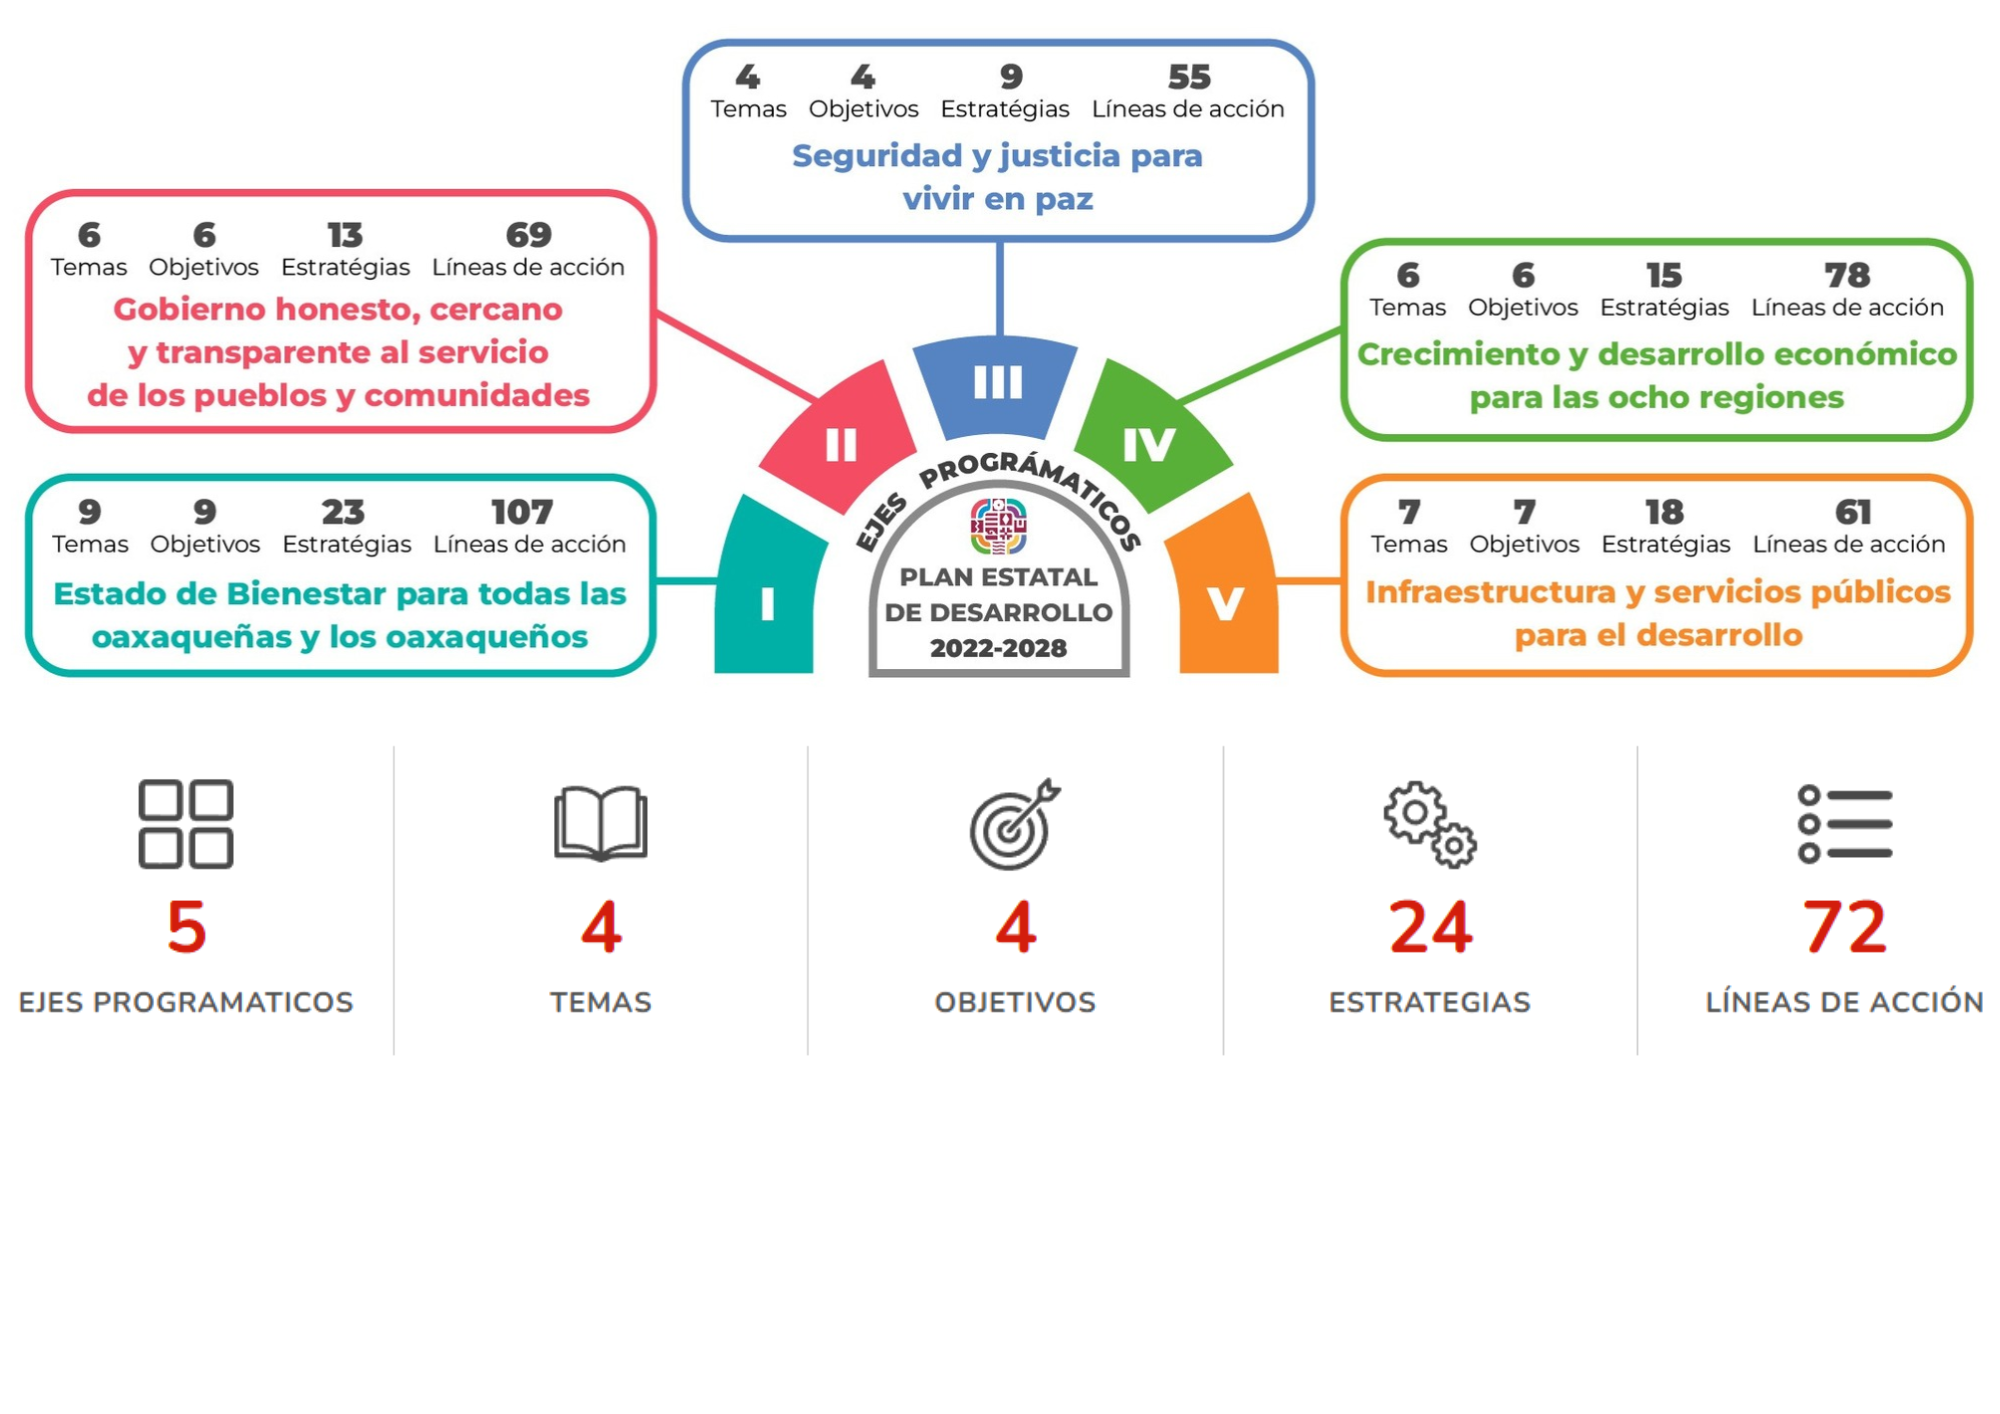 4 4 9 55
Temas Objetivos Estratégias Líneas de acción
Seguridad y justicia para
vivir en paz
6 6 13 69
Temas Objetivos Estratégias Líneas de acción
Gobierno honesto, cercano
y transparente al servicio
de los pueblos y comunidades
6 6 15 78
Temas Objetivos Estratégias Líneas de acción
Crecimiento y desarrollo económico
para las ocho regiones
9 9 23 107
Temas Objetivos Estratégias Líneas de acción
Estado de Bienestar para todas las
oaxaqueñas y los oaxaqueños
7 7 18 61
Temas Objetivos Estratégias Líneas de acción
Infraestructura y servicios públicos
para el desarrollo
I
II
III
IV
V
EJES PROGRÁMATICOS
PLAN ESTATAL
DE DESARROLLO
2022-2028
5
EJES PROGRAMATICOS
4
TEMAS
4
OBJETIVOS
24
ESTRATEGIAS
72
LÍNEAS DE ACCIÓN